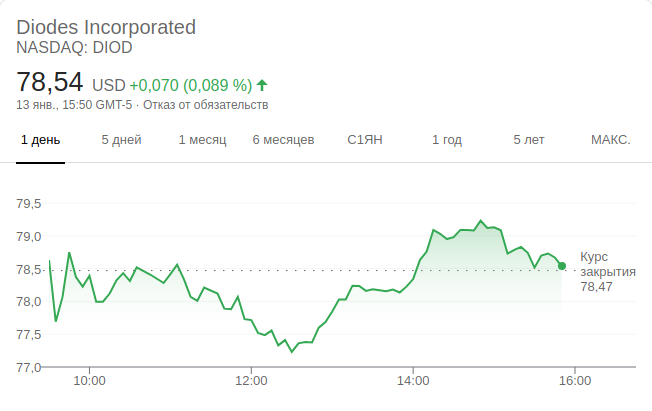 Diodes Incorporated
NASDAQ: DIOD
78,54 USD +0,070 (0,089 %)
13 янв., 15:50 GMT-5 · Отказ от обязательств
1 день 5 дней 1 месяц 6 месяцев С1ЯН 1 год 5 лет МАКС.
79,5
79,0
78,5
78,0
77,5
77,0
Курс
закрытия
78,47
10:00 12:00 14:00 16:00